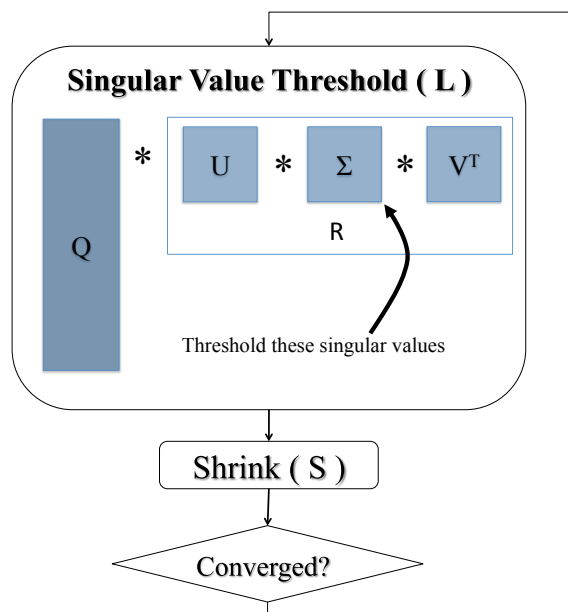 Singular Value Threshold ( L )
Q * U * Σ * Vᵀ
R
Threshold these singular values
Shrink ( S )
Converged?